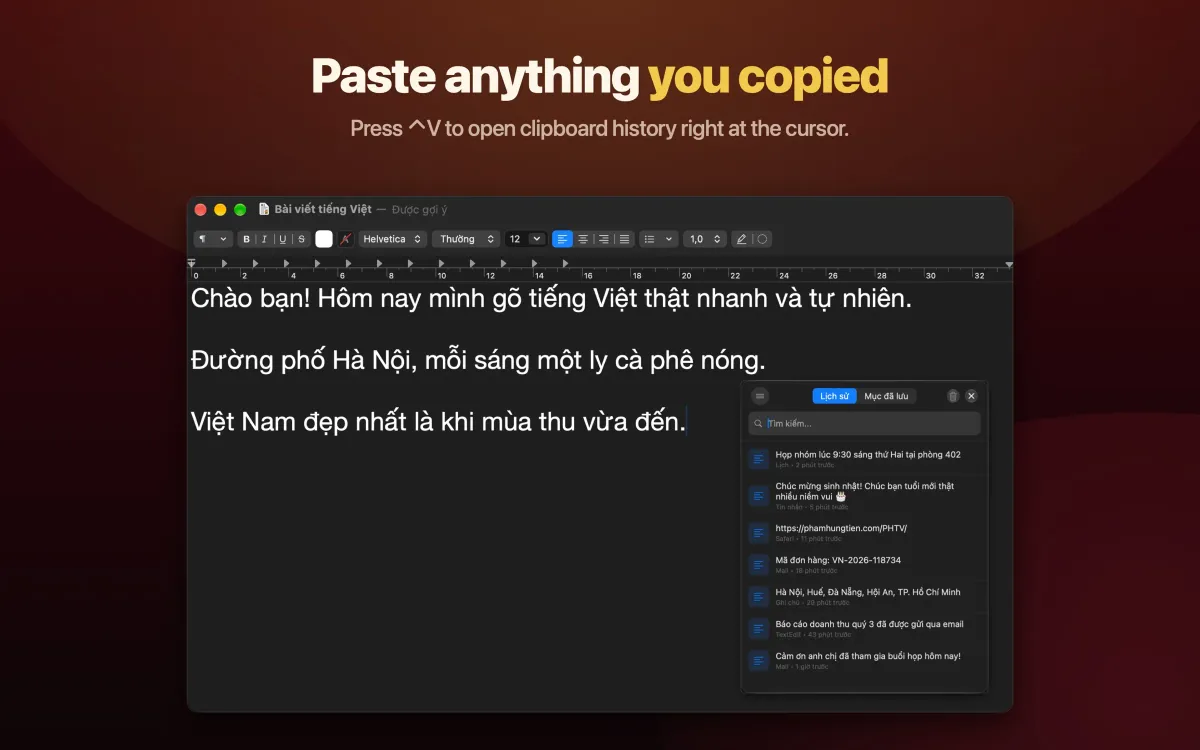 Paste anything you copied
Press ^V to open clipboard history right at the cursor.
Bài viết tiếng Việt — Được gợi ý
¶ B I U S Helvetica Thường 12 1,0
0 2 4 6 8 10 12 14 16 18 20 22 24 26 28 30 32
Chào bạn! Hôm nay mình gõ tiếng Việt thật nhanh và tự nhiên.
Đường phố Hà Nội, mỗi sáng một ly cà phê nóng.
Việt Nam đẹp nhất là khi mùa thu vừa đến.
Lịch sử Mục đã lưu
Tìm kiếm...
Họp nhóm lúc 9:30 sáng thứ Hai tại phòng 402
Lịch • 2 phút trước
Chúc mừng sinh nhật! Chúc bạn tuổi mới thật
nhiều niềm vui 🎂
Tin nhắn • 5 phút trước
https://phamhungtien.com/PHTV/
Safari • 11 phút trước
Mã đơn hàng: VN-2026-118734
Mail • 18 phút trước
Hà Nội, Huế, Đà Nẵng, Hội An, TP. Hồ Chí Minh
Ghi chú • 26 phút trước
Báo cáo doanh thu quý 3 đã được gửi qua email
TextEdit • 43 phút trước
Cảm ơn anh chị đã tham gia buổi họp hôm nay!
Mail • 1 giờ trước